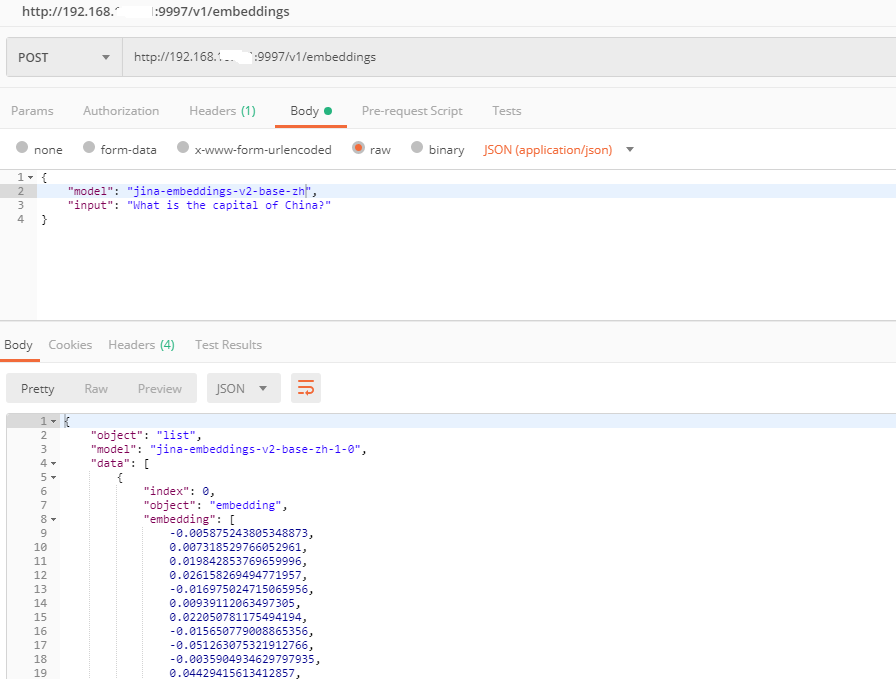 http://192.168. :9997/v1/embeddings
POST http://192.168. :9997/v1/embeddings
Params Authorization Headers (1) Body Pre-request Script Tests
none form-data x-www-form-urlencoded raw binary JSON (application/json)
1 {
2 "model": "jina-embeddings-v2-base-zh",
3 "input": "What is the capital of China?"
4 }
Body Cookies Headers (4) Test Results
Pretty Raw Preview JSON
1 {
2 "object": "list",
3 "model": "jina-embeddings-v2-base-zh-1-0",
4 "data": [
5 {
6 "index": 0,
7 "object": "embedding",
8 "embedding": [
9 -0.005875243805348873,
10 0.007318529766052961,
11 0.019842853769659996,
12 0.026158269494771957,
13 -0.016975024715065956,
14 0.00939112063497305,
15 0.022050781175494194,
16 -0.015650779008865356,
17 -0.051263075321912766,
18 -0.0035904934629797935,
19 0.04429415613412857,